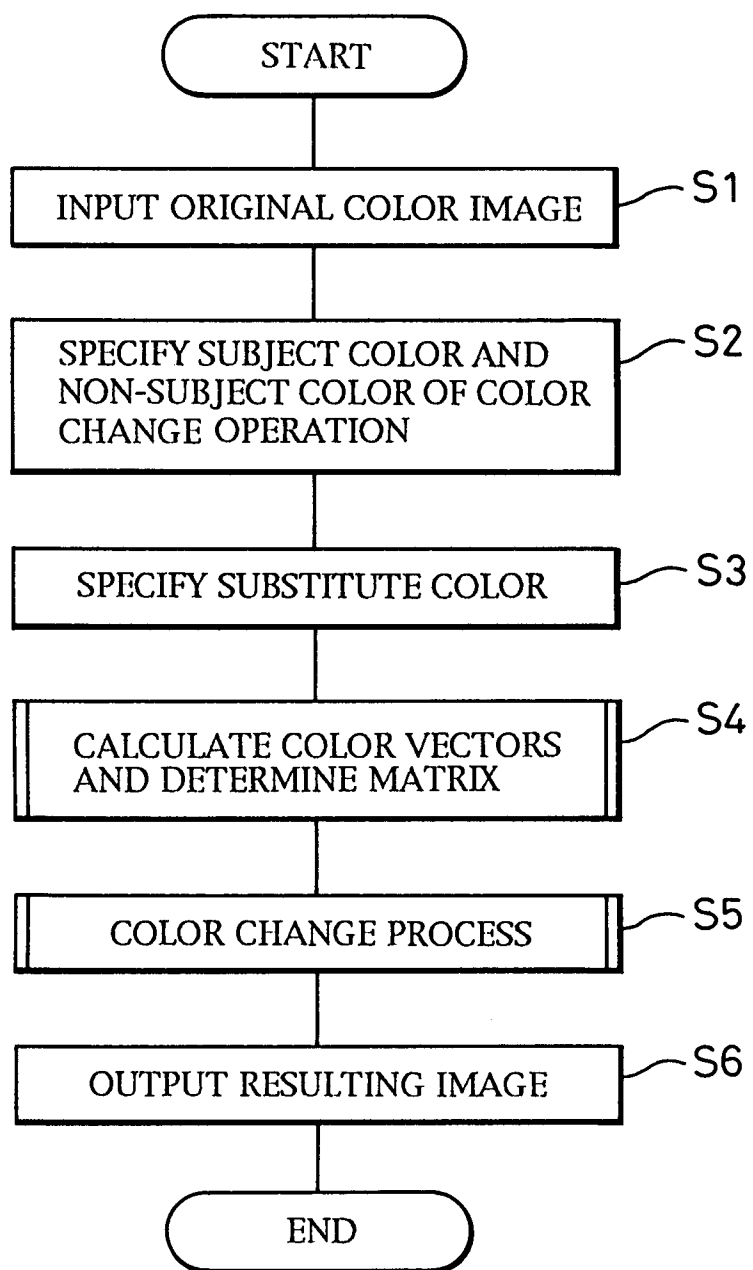 START
INPUT ORIGINAL COLOR IMAGE
S1
SPECIFY SUBJECT COLOR AND
NON-SUBJECT COLOR OF COLOR
CHANGE OPERATION
S2
SPECIFY SUBSTITUTE COLOR
S3
CALCULATE COLOR VECTORS
AND DETERMINE MATRIX
S4
COLOR CHANGE PROCESS
S5
OUTPUT RESULTING IMAGE
S6
END